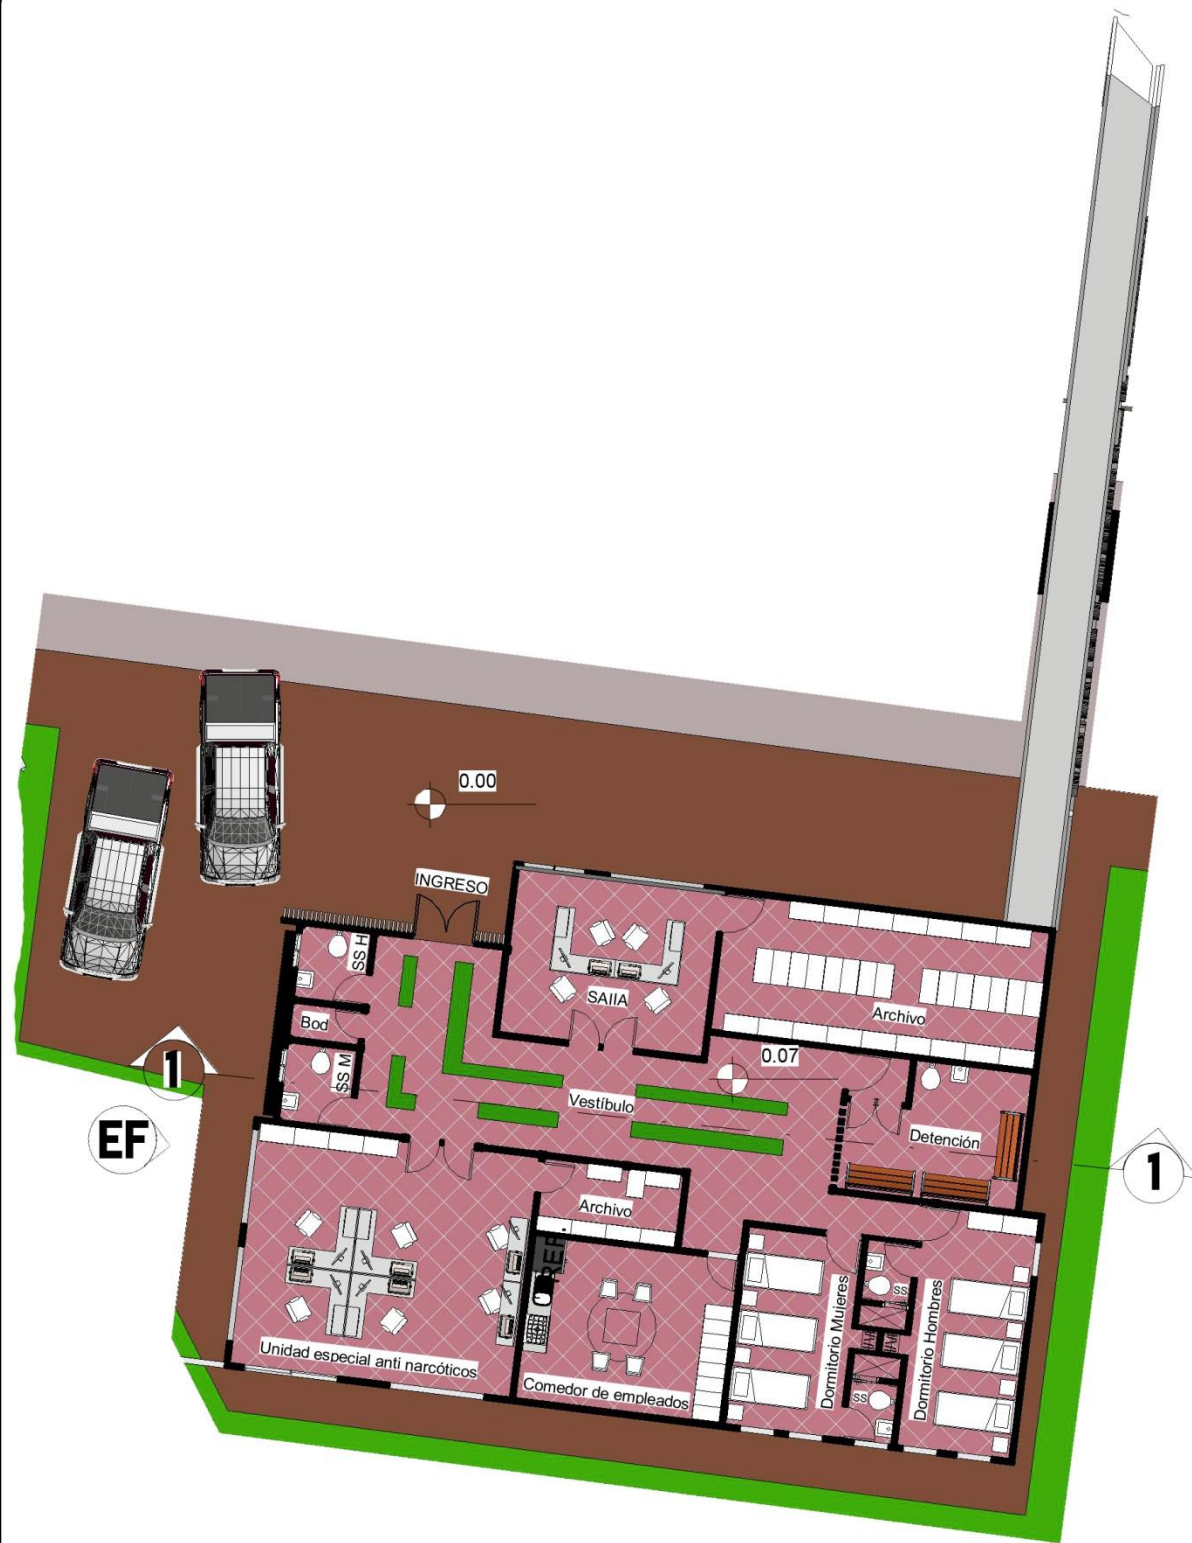 0.00
INGRESO
SS H
SAIIA
Bod
Archivo
SS M
0.07
1
Vestíbulo
EF
Detención
1
Archivo
REF.
SS
Dormitorio Mujeres
Dormitorio Hombres
Unidad especial anti narcóticos
Comedor de empleados
SS